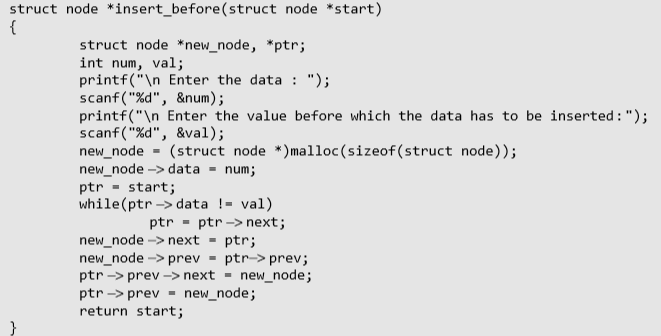 struct node *insert_before(struct node *start)
{
struct node *new_node, *ptr;
int num, val;
printf("\n Enter the data : ");
scanf("%d", &num);
printf("\n Enter the value before which the data has to be inserted:");
scanf("%d", &val);
new_node = (struct node *)malloc(sizeof(struct node));
new_node -> data = num;
ptr = start;
while(ptr -> data != val)
ptr = ptr -> next;
new_node -> next = ptr;
new_node -> prev = ptr-> prev;
ptr -> prev -> next = new_node;
ptr -> prev = new_node;
return start;
}